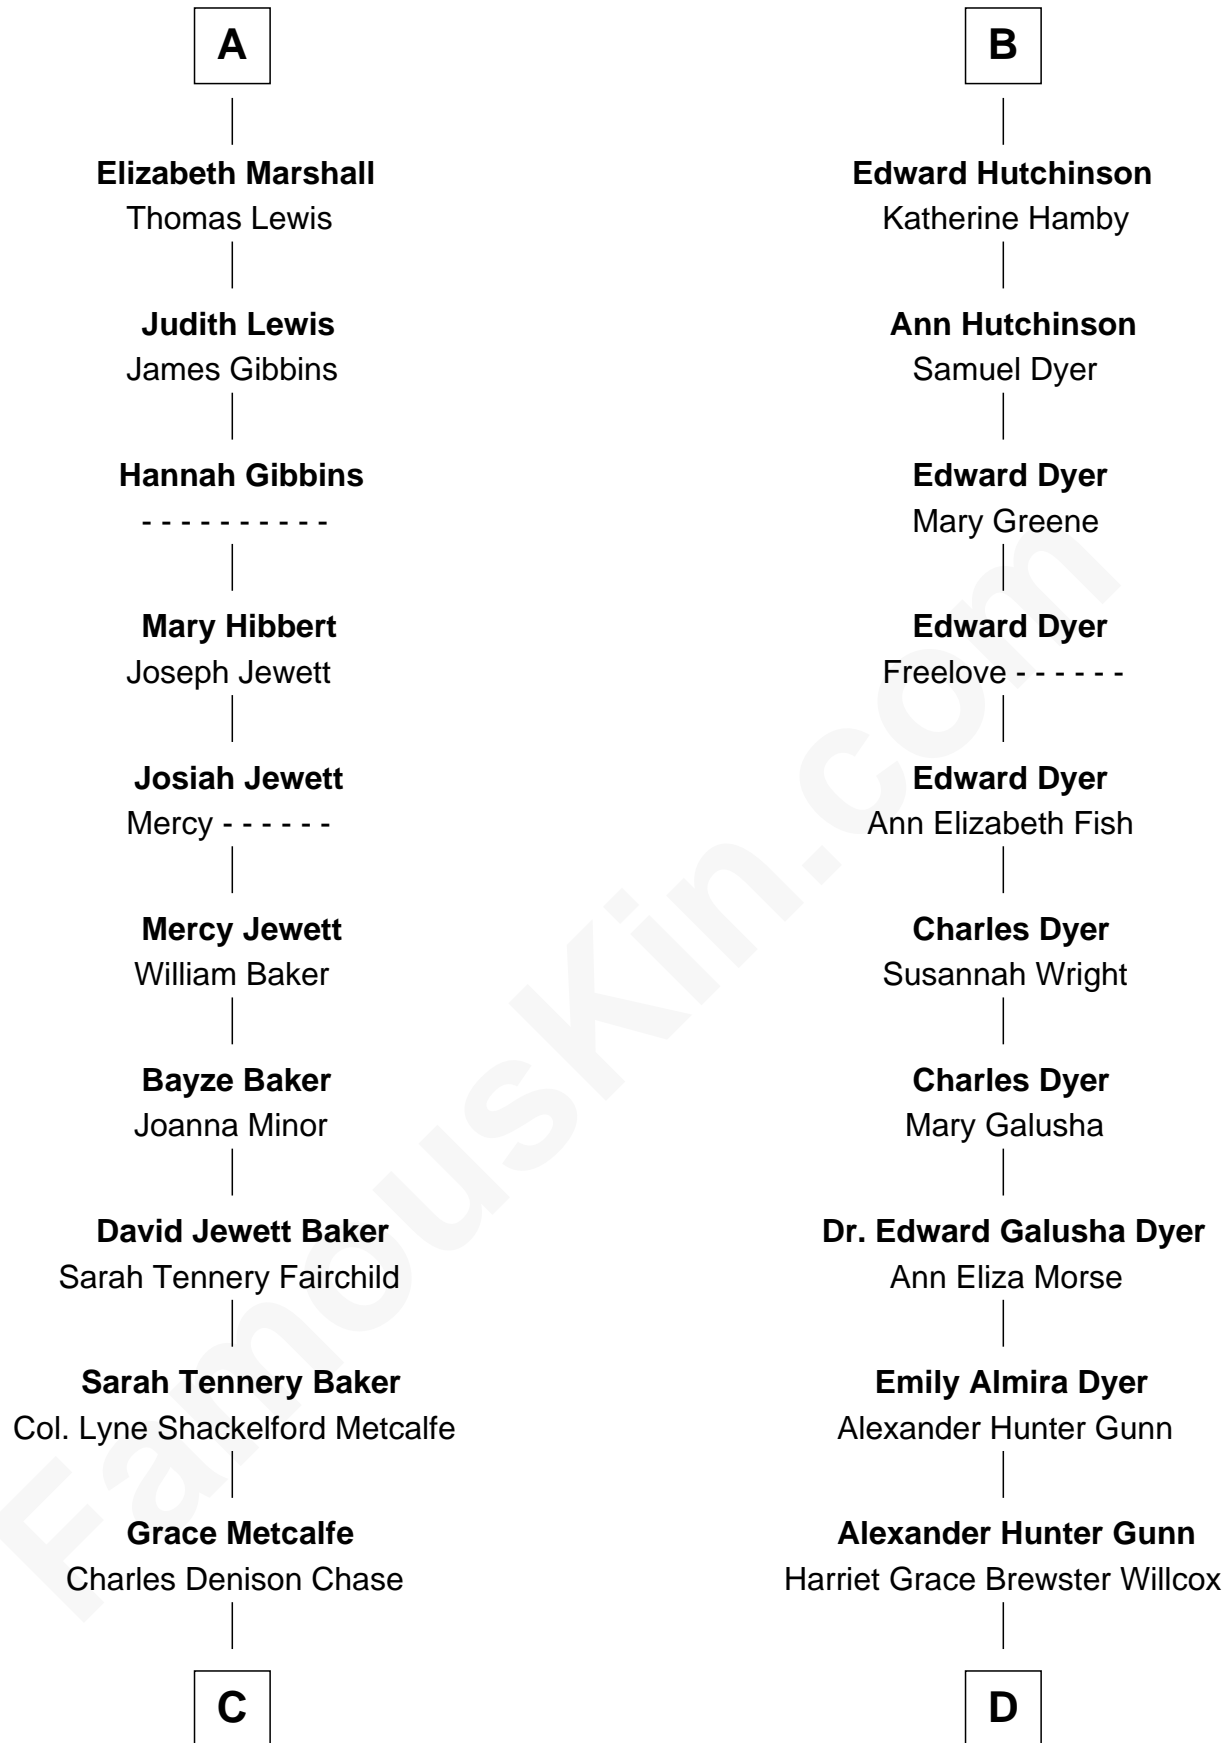 A
Elizabeth Marshall
Thomas Lewis
Judith Lewis
James Gibbins
Hannah Gibbins
- - - - - - - - - -
Mary Hibbert
Joseph Jewett
Josiah Jewett
Mercy - - - - - -
Mercy Jewett
William Baker
Bayze Baker
Joanna Minor
David Jewett Baker
Sarah Tennery Fairchild
Sarah Tennery Baker
Col. Lyne Shackelford Metcalfe
Grace Metcalfe
Charles Denison Chase
C
B
Edward Hutchinson
Katherine Hamby
Ann Hutchinson
Samuel Dyer
Edward Dyer
Mary Greene
Edward Dyer
Freelove - - - - - -
Edward Dyer
Ann Elizabeth Fish
Charles Dyer
Susannah Wright
Charles Dyer
Mary Galusha
Dr. Edward Galusha Dyer
Ann Eliza Morse
Emily Almira Dyer
Alexander Hunter Gunn
Alexander Hunter Gunn
Harriet Grace Brewster Willcox
D
FamousKin.com